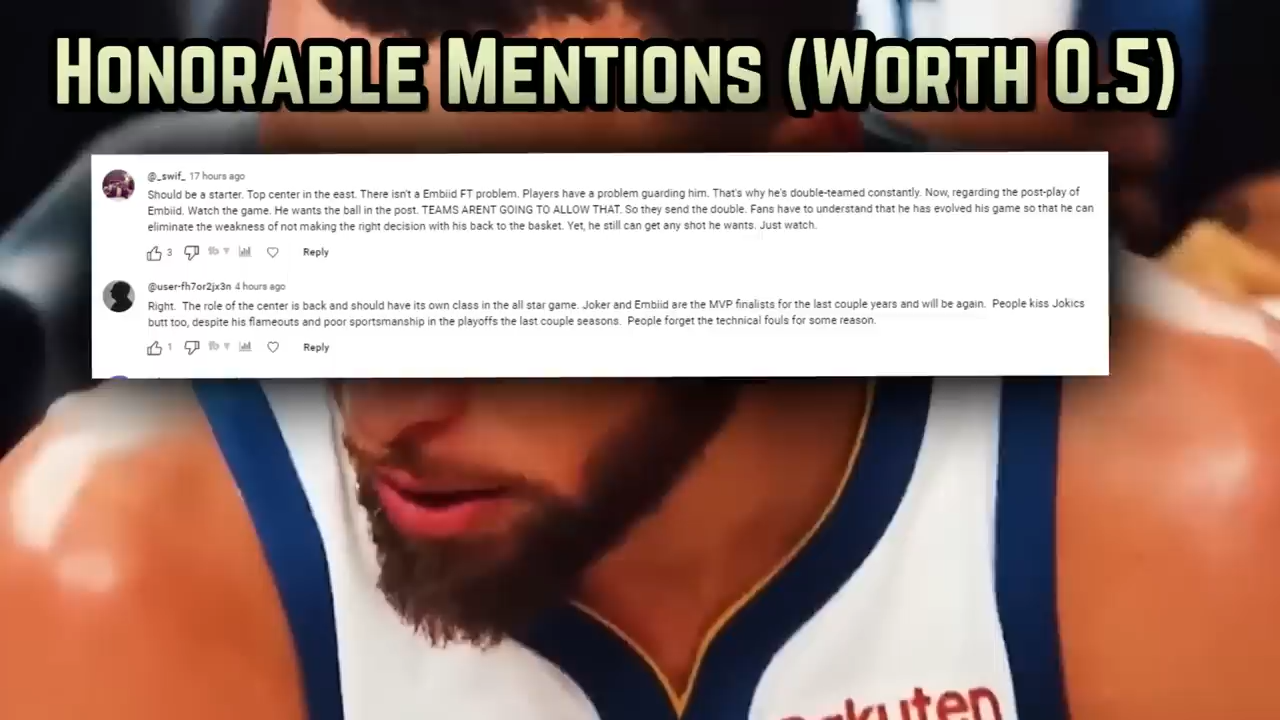 HONORABLE MENTIONS (WORTH 0.5)
@_swif_ 17 hours ago
Should be a starter. Top center in the east. There isn't a Embiid FT problem. Players have a problem guarding him. That's why he's double-teamed constantly. Now, regarding the post-play of
Embiid. Watch the game. He wants the ball in the post. TEAMS ARENT GOING TO ALLOW THAT. So they send the double. Fans have to understand that he has evolved his game so that he can
eliminate the weakness of not making the right decision with his back to the basket. Yet, he still can get any shot he wants. Just watch.
3 Reply
@user-fh7or2jx3n 4 hours ago
Right. The role of the center is back and should have its own class in the all star game. Joker and Embiid are the MVP finalists for the last couple years and will be again. People kiss Jokics
butt too, despite his flameouts and poor sportsmanship in the playoffs the last couple seasons. People forget the technical fouls for some reason.
1 Reply
Rakuten